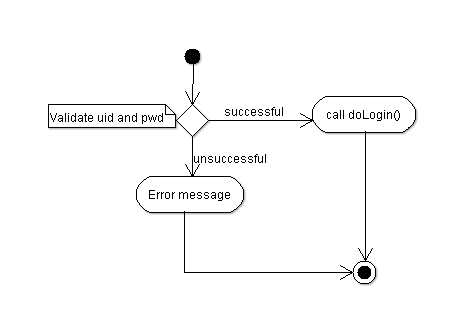 successful
Validate uid and pwd
call doLogin()
unsuccessful
Error message